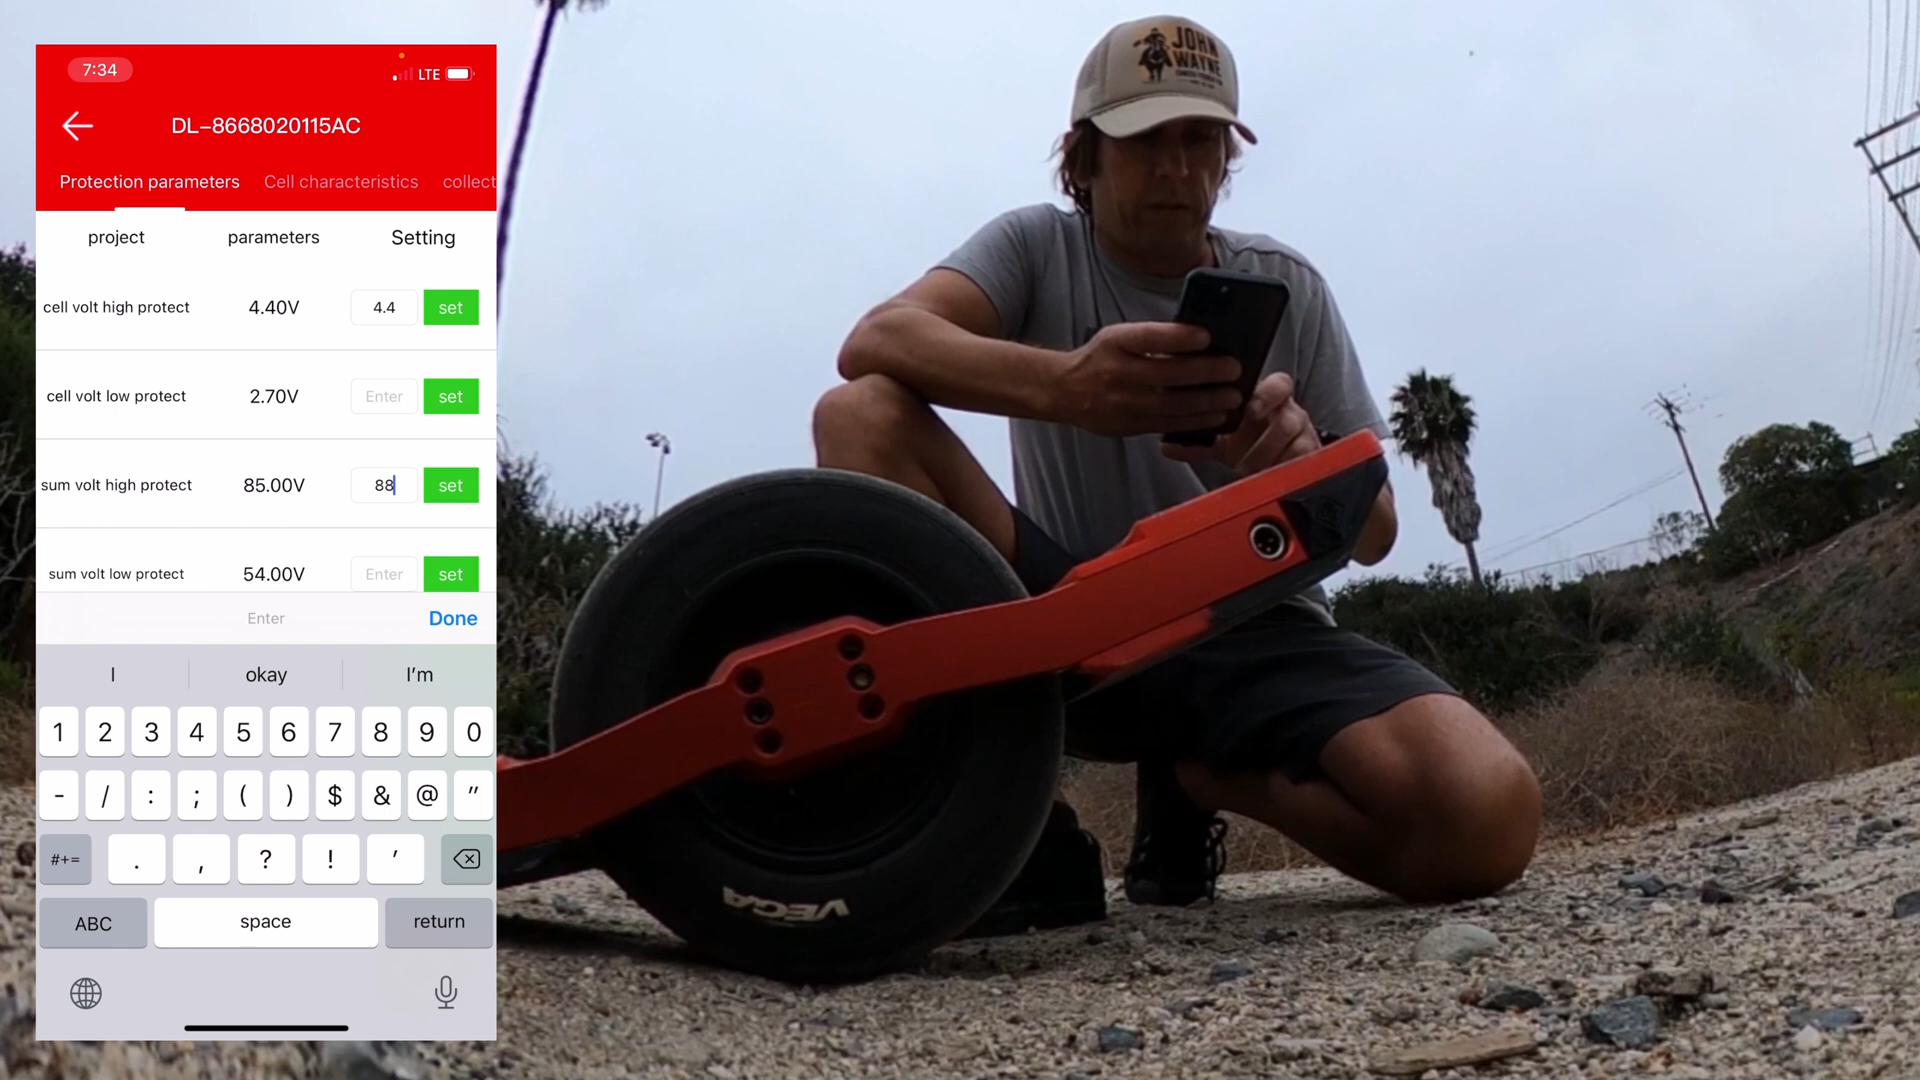 7:34
LTE
DL-8668020115AC
Protection parameters Cell characteristics collect
project parameters Setting
cell volt high protect 4.40V 4.4 set
cell volt low protect 2.70V Enter set
sum volt high protect 85.00V 88 set
sum volt low protect 54.00V Enter set
Enter Done
I okay I'm
1 2 3 4 5 6 7 8 9 0
- / : ; ( ) $ & @ "
#+= . , ? ! '
ABC space return
JOHN
WAYNE
VEGA